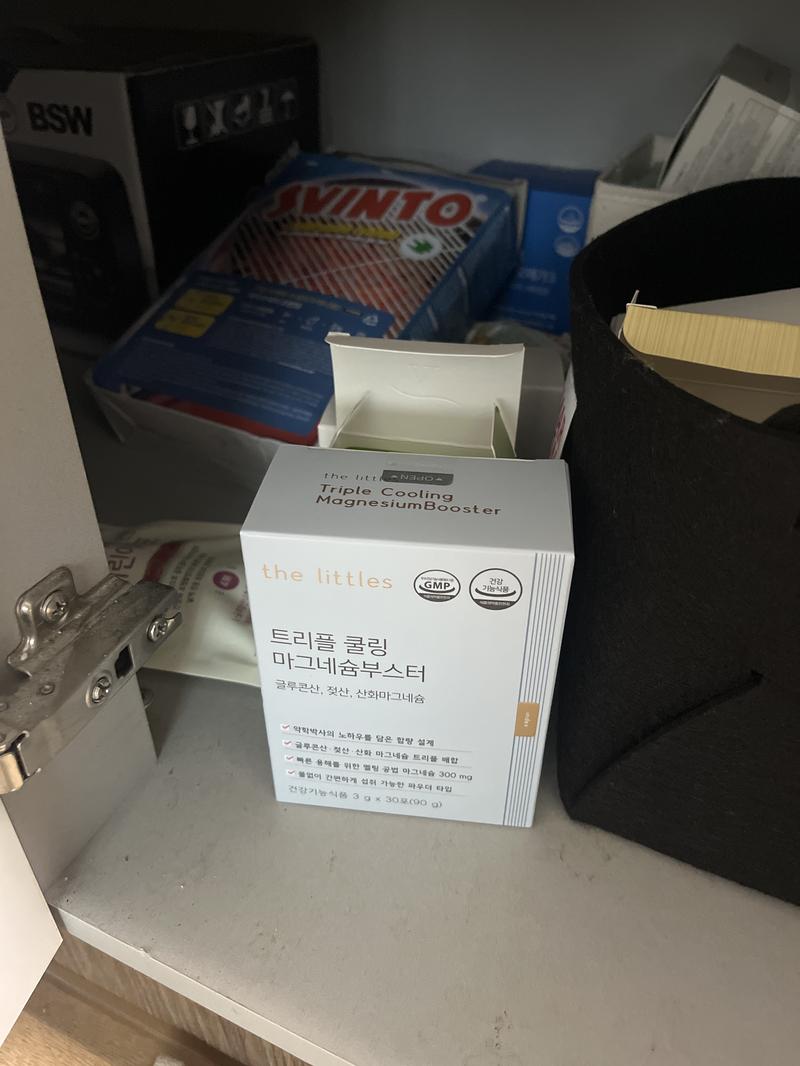 BSW
SVINTO
the littl
OPEN
Triple Cooling
MagnesiumBooster
the littles
GMP
건강
기능식품
트리플 쿨링
마그네슘부스터
글루콘산, 젖산, 산화마그네슘
약학박사의 노하우를 담은 함량 설계
글루콘산·젖산·산화 마그네슘 트리플 배합
빠른 용해를 위한 멜팅 공법 마그네슘 300 mg
물없이 간편하게 섭취 가능한 파우더 타입
건강기능식품 3 g x 30포(90 g)